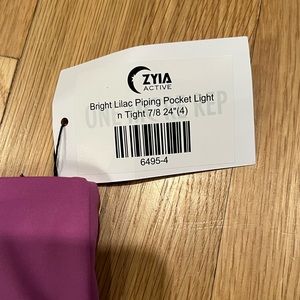 ZYIA
ACTIVE
Bright Lilac Piping Pocket Light
n Tight 7/8 24"(4)
6495-4